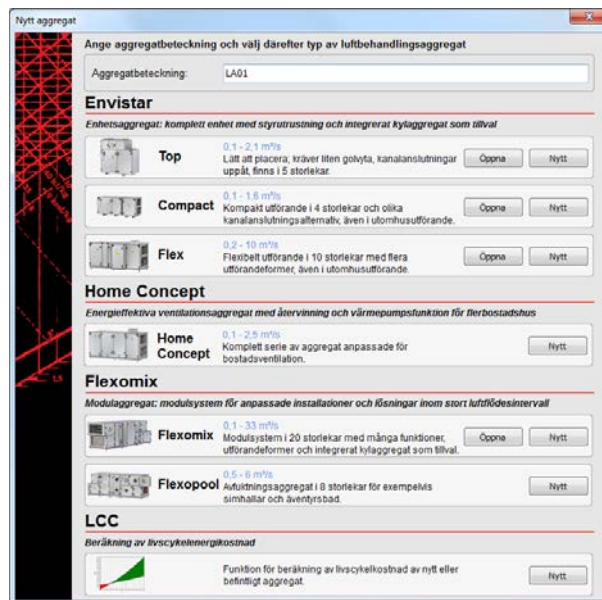 Nytt aggregat
Ange aggregatbeteckning och välj därefter typ av luftbehandlingsaggregat
Aggregatbeteckning: LA01
Envistar
Enhetsaggregat: komplett enhet med styrutrustning och integrerat kylaggregat som tillval
Top
0,1 - 2,1 m³/s
Lätt att placera; kräver liten golvyta, kanalanslutningar
uppåt, finns i 5 storlekar.
Öppna Nytt
Compact
0,1 - 1,6 m³/s
Kompakt utförande i 4 storlekar och olika
kanalanslutningsalternativ, även i utomhusutförande.
Öppna Nytt
Flex
0,2 - 10 m³/s
Flexibelt utförande i 10 storlekar med flera
utförandeformer, även i utomhusutförande.
Öppna Nytt
Home Concept
Energieffektiva ventilationsaggregat med återvinning och värmepumpsfunktion för flerbostadshus
Home
Concept
0,1 - 2,5 m³/s
Komplett serie av aggregat anpassade för
bostadsventilation.
Nytt
Flexomix
Modulaggregat: modulsystem för anpassade installationer och lösningar inom stort luftflödesintervall
Flexomix
0,1 - 33 m³/s
Modulsystem i 20 storlekar med många funktioner,
utförandeformer och integrerat kylaggregat som tillval.
Öppna Nytt
Flexopool
0,5 - 6 m³/s
Avfuktningsaggregat i 8 storlekar för exempelvis
simhallar och äventyrsbad.
Nytt
LCC
Beräkning av livscykelenergikostnad
Funktion för beräkning av livscykelkostnad av nytt eller
befintligt aggregat.
Nytt